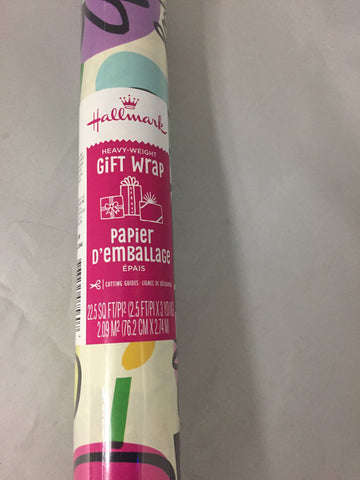 Hallmark
HEAVY-WEIGHT
Gift Wrap
Papier
D'emballage
ÉPAIS
CUTTING GUIDES · LIGNES DE DÉCOUPAGE
22.5 SQ FT/PI² (2.5 FT/PI X 3 YD/VG)
2.09 M² (76.2 CM X 2.74 M)